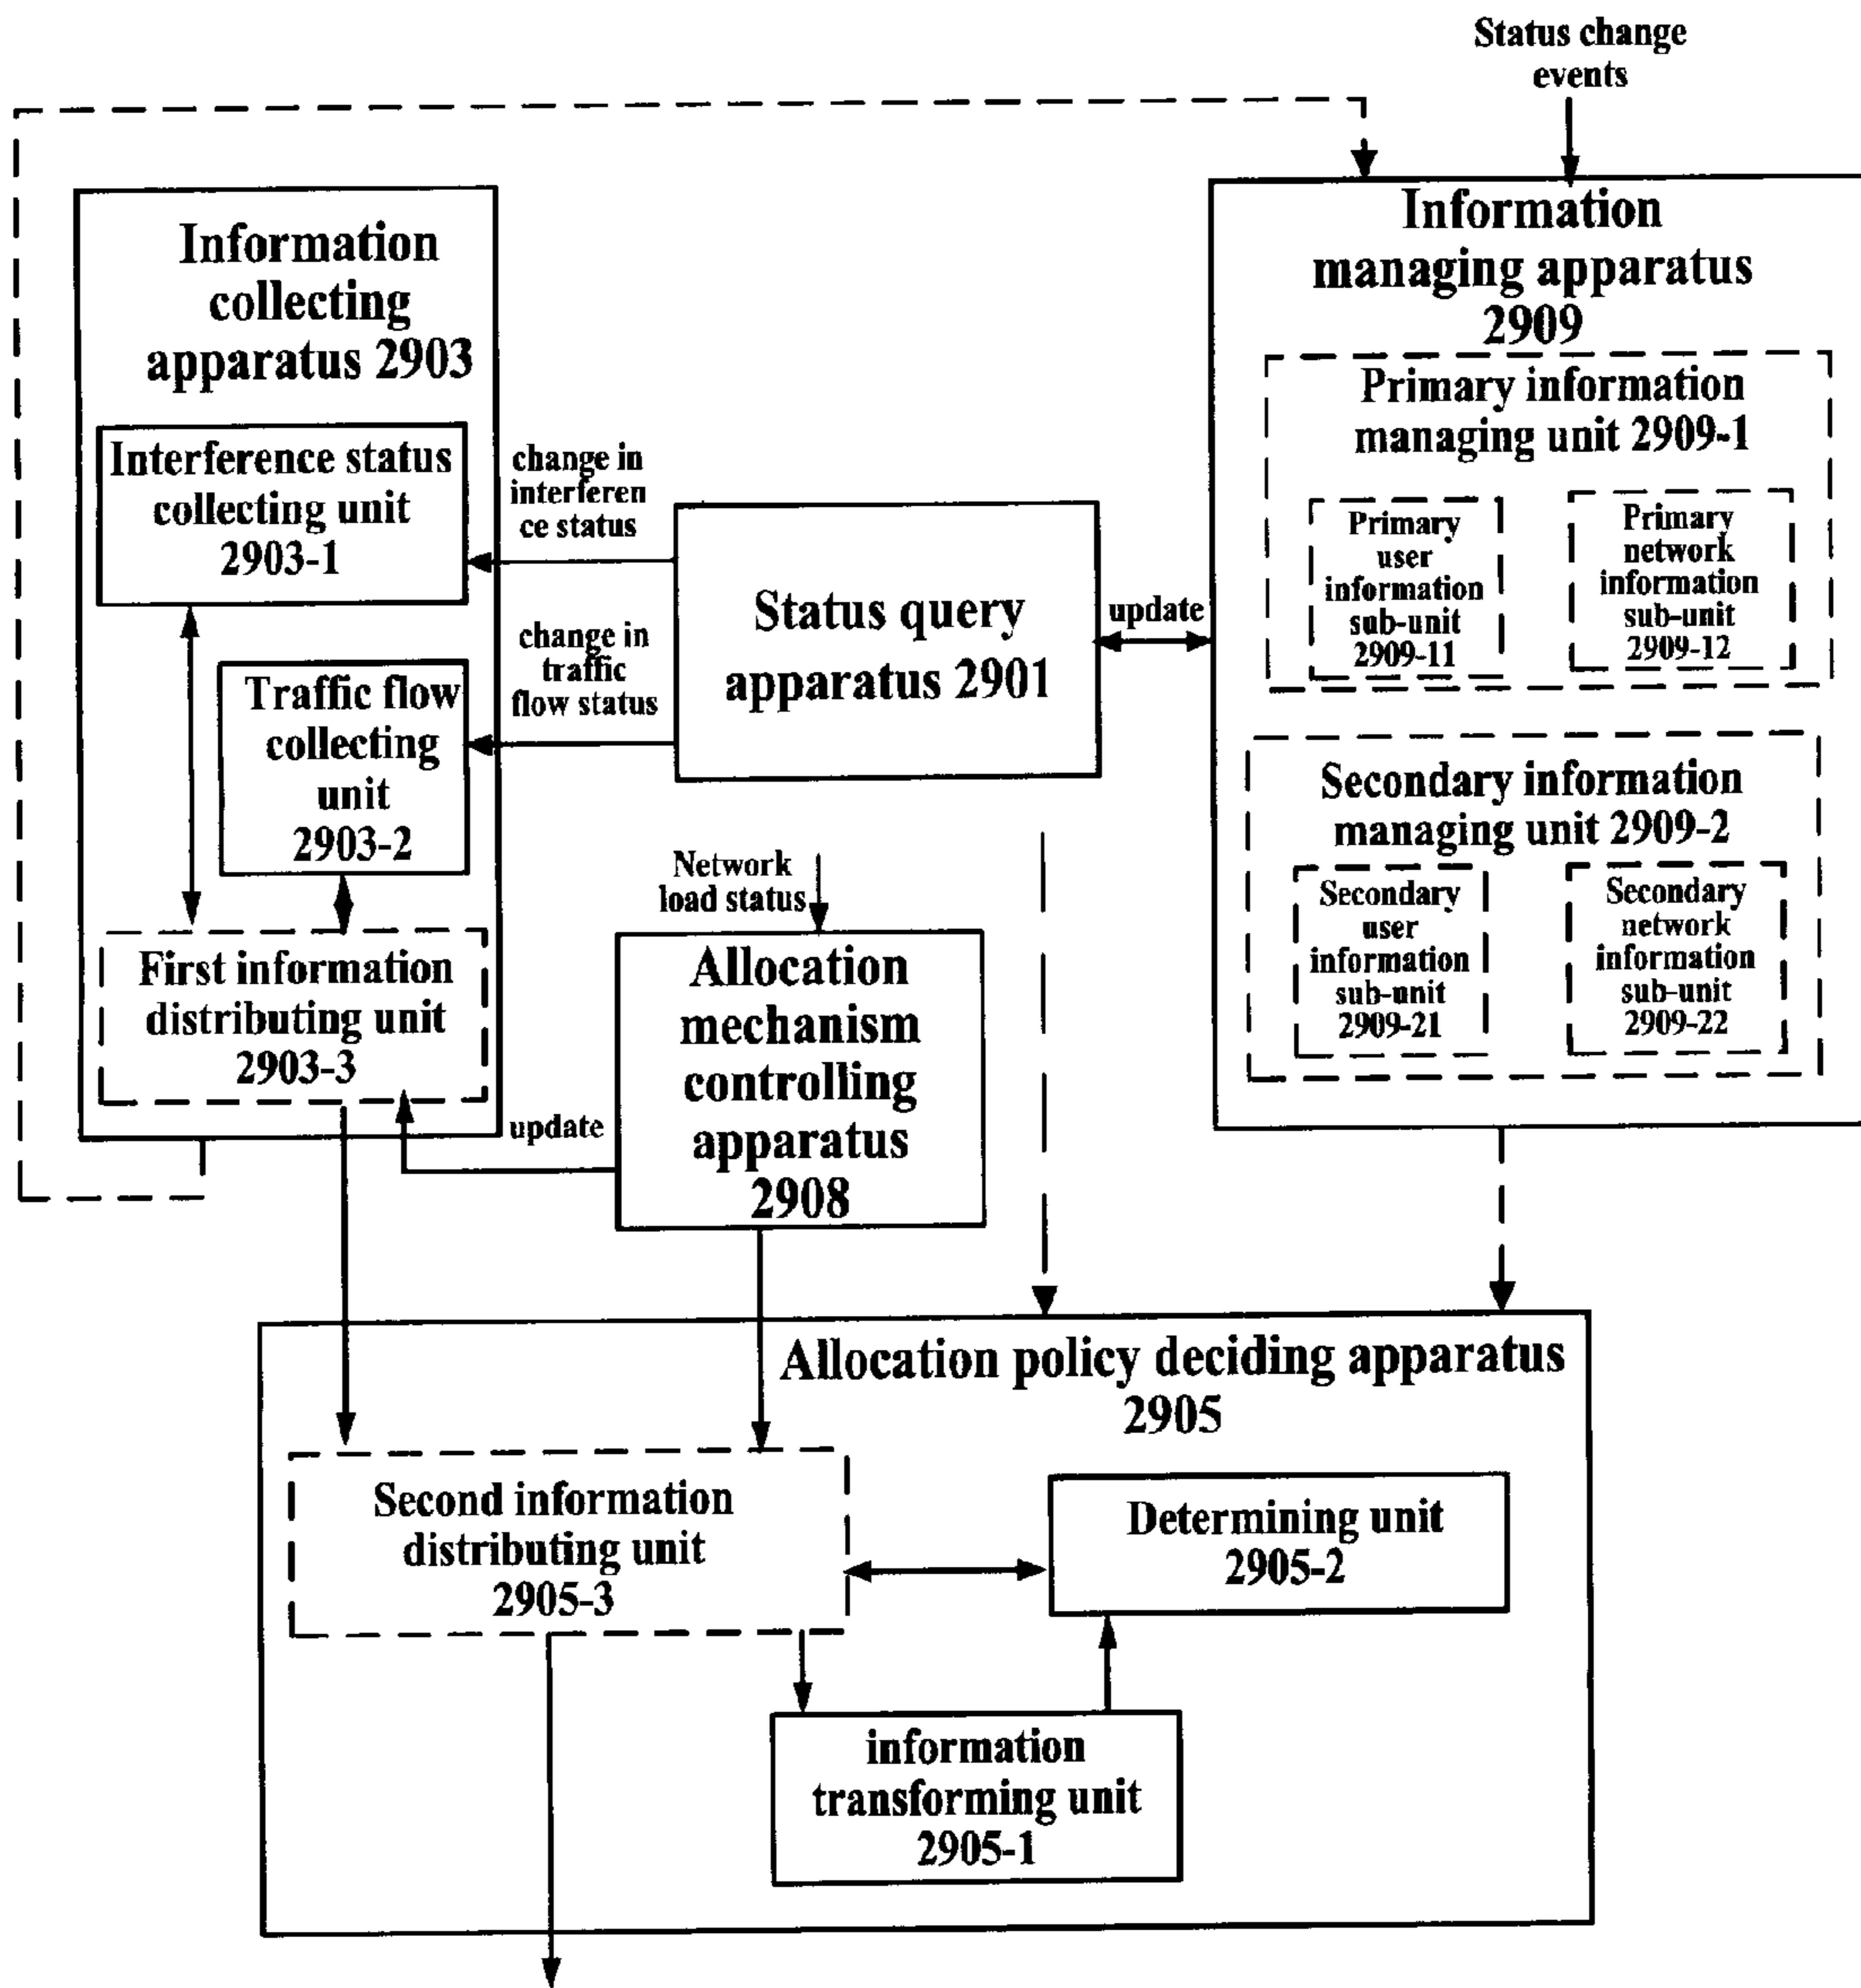 Status change
events
Information
collecting
apparatus 2903
Interference status
collecting unit
2903-1
Traffic flow
collecting
unit
2903-2
First information
distributing unit
2903-3
change in
interferen
ce status
change in
traffic
flow status
Status query
apparatus 2901
update
Information
managing apparatus
2909
Primary information
managing unit 2909-1
Primary
user
information
sub-unit
2909-11
Primary
network
information
sub-unit
2909-12
Secondary information
managing unit 2909-2
Secondary
user
information
sub-unit
2909-21
Secondary
network
information
sub-unit
2909-22
Network
load status
Allocation
mechanism
controlling
apparatus
2908
update
Allocation policy deciding apparatus
2905
Second information
distributing unit
2905-3
Determining unit
2905-2
information
transforming unit
2905-1